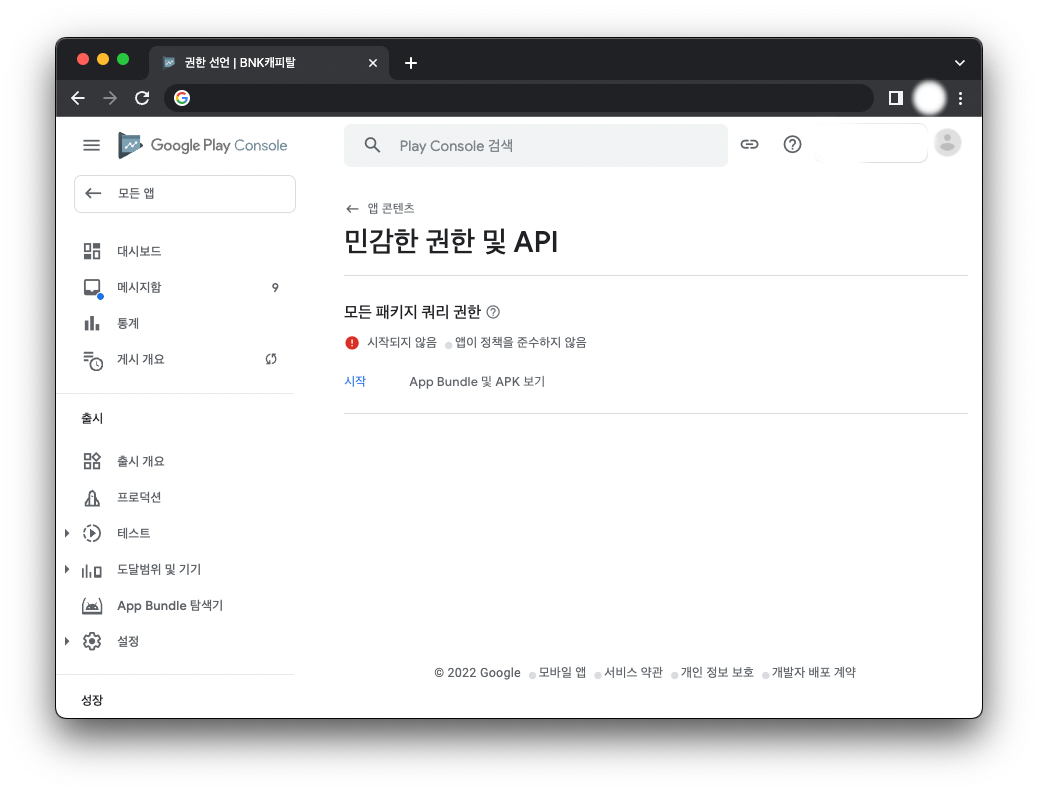 권한 선언 | BNK캐피탈
Google Play Console
Play Console 검색
모든 앱
대시보드
메시지함 9
통계
게시 개요
출시
출시 개요
프로덕션
테스트
도달범위 및 기기
App Bundle 탐색기
설정
성장
앱 콘텐츠
민감한 권한 및 API
모든 패키지 쿼리 권한
시작되지 않음 앱이 정책을 준수하지 않음
시작 App Bundle 및 APK 보기
© 2022 Google 모바일 앱 서비스 약관 개인 정보 보호 개발자 배포 계약